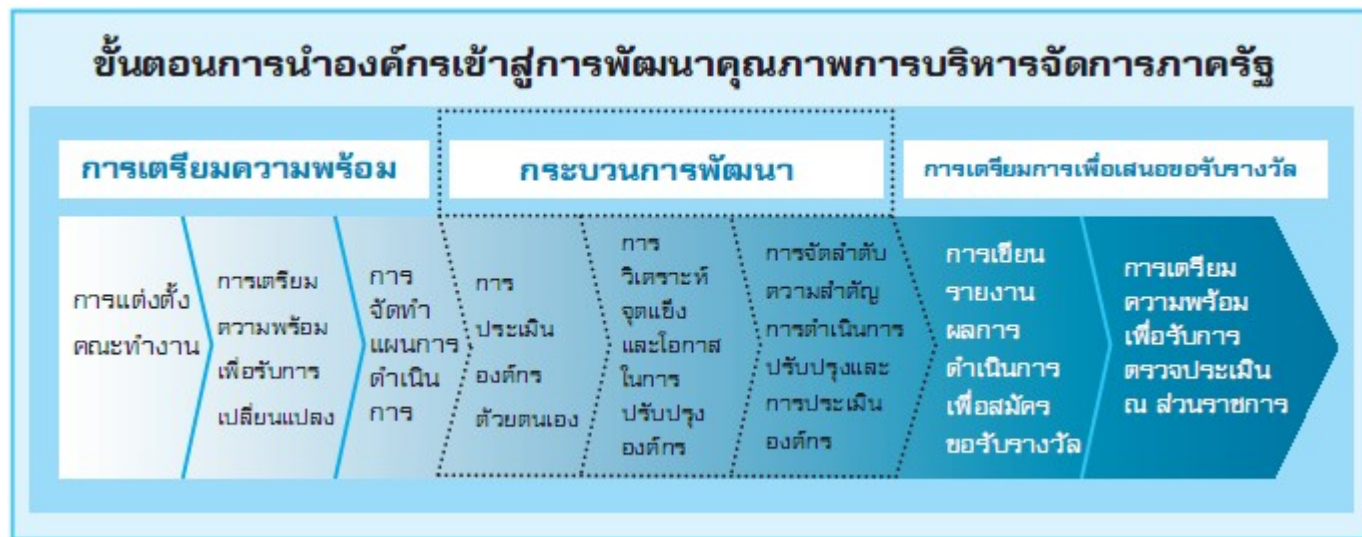 ขั้นตอนการนำองค์กรเข้าสู่การพัฒนาคุณภาพการบริหารจัดการภาครัฐ
การเตรียมความพร้อม
กระบวนการพัฒนา
การเตรียมการเพื่อเสนอขอรับรางวัล
การแต่งตั้ง
คณะทำงาน
การเตรียม
ความพร้อม
เพื่อรับการ
เปลี่ยนแปลง
การ
จัดทำ
แผนการ
ดำเนิน
การ
การ
ประเมิน
องค์กร
ด้วยตนเอง
การ
วิเคราะห์
จุดแข็ง
และโอกาส
ในการ
ปรับปรุง
องค์กร
การจัดลำดับ
ความสำคัญ
การดำเนินการ
ปรับปรุงและ
การประเมิน
องค์กร
การเขียน
รายงาน
ผลการ
ดำเนินการ
เพื่อสมัคร
ขอรับรางวัล
การเตรียม
ความพร้อม
เพื่อรับการ
ตรวจประเมิน
ณ ส่วนราชการ